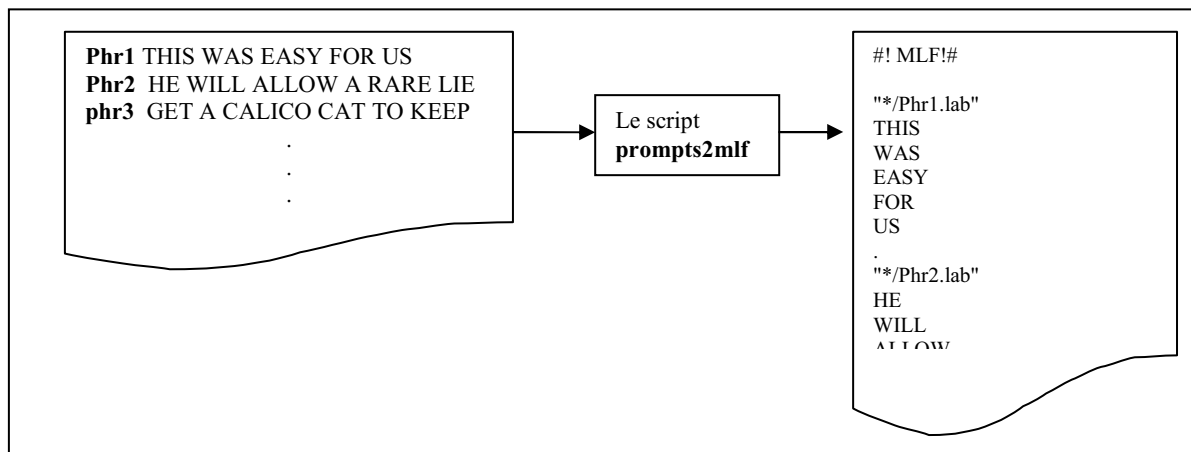 Phr1 THIS WAS EASY FOR US
Phr2 HE WILL ALLOW A RARE LIE
phr3 GET A CALICO CAT TO KEEP
.
.
.
Le script
prompts2mlf
#! MLF!#
"*/Phr1.lab"
THIS
WAS
EASY
FOR
US
.
"*/Phr2.lab"
HE
WILL
ALLOW